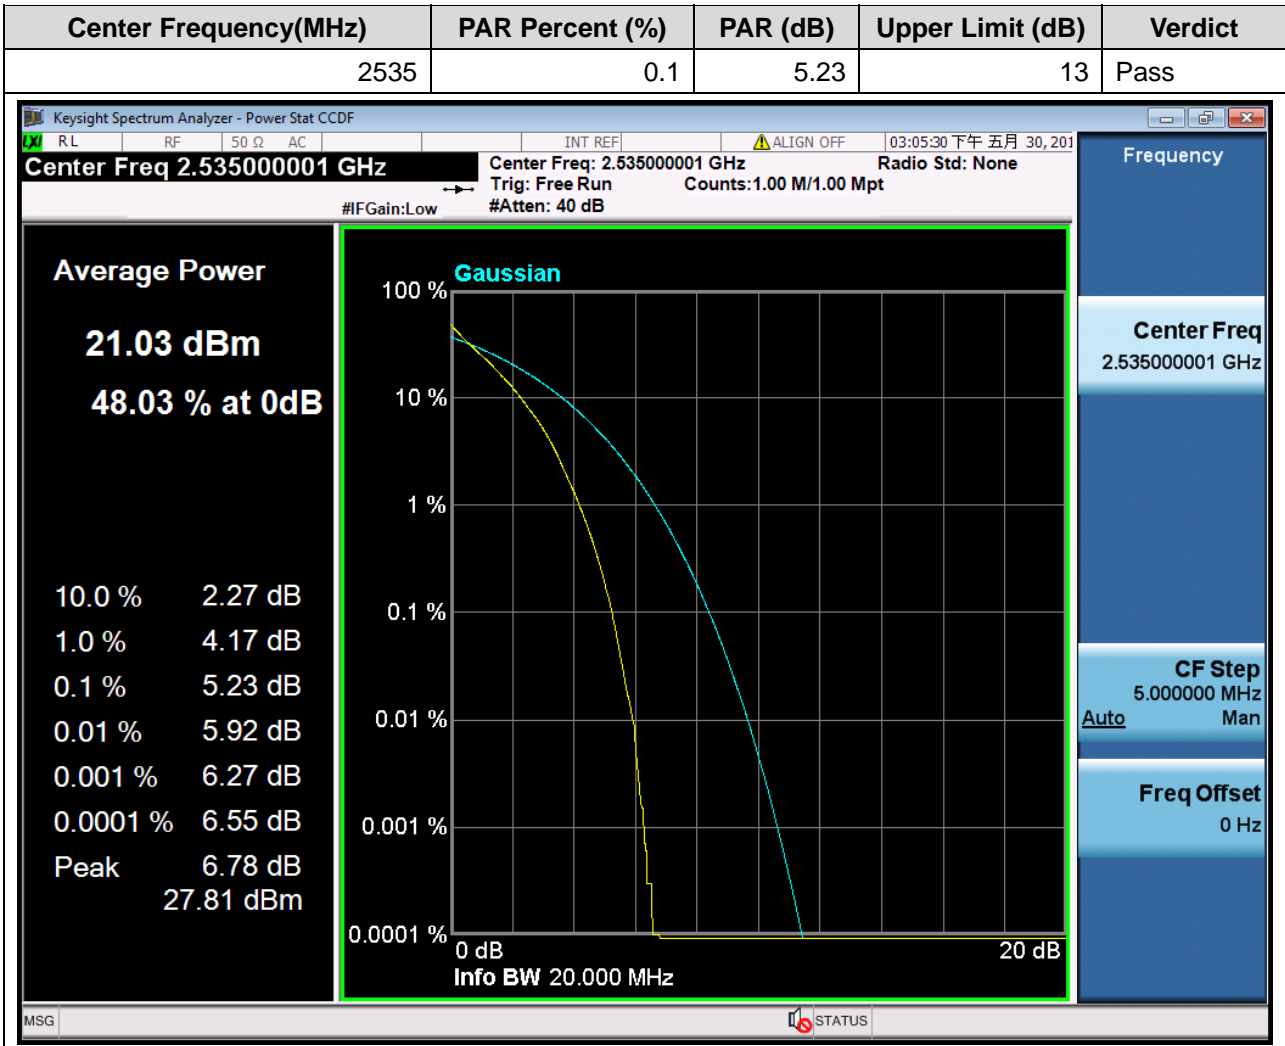 Center Frequency(MHz) PAR Percent (%) PAR (dB) Upper Limit (dB) Verdict
2535 0.1 5.23 13 Pass
Keysight Spectrum Analyzer - Power Stat CCDF
LXI RL RF 50 Ω AC INT REF ALIGN OFF 03:05:30 下午 五月 30, 201
Center Freq 2.535000001 GHz
#IFGain:Low
Center Freq: 2.535000001 GHz Radio Std: None
Trig: Free Run Counts:1.00 M/1.00 Mpt
#Atten: 40 dB
Average Power
21.03 dBm
48.03 % at 0dB
10.0 % 2.27 dB
1.0 % 4.17 dB
0.1 % 5.23 dB
0.01 % 5.92 dB
0.001 % 6.27 dB
0.0001 % 6.55 dB
Peak 6.78 dB
27.81 dBm
Gaussian
100 %
10 %
1 %
0.1 %
0.01 %
0.001 %
0.0001 %
0 dB 20 dB
Info BW 20.000 MHz
Frequency
Center Freq
2.535000001 GHz
CF Step
5.000000 MHz
Auto Man
Freq Offset
0 Hz
MSG STATUS